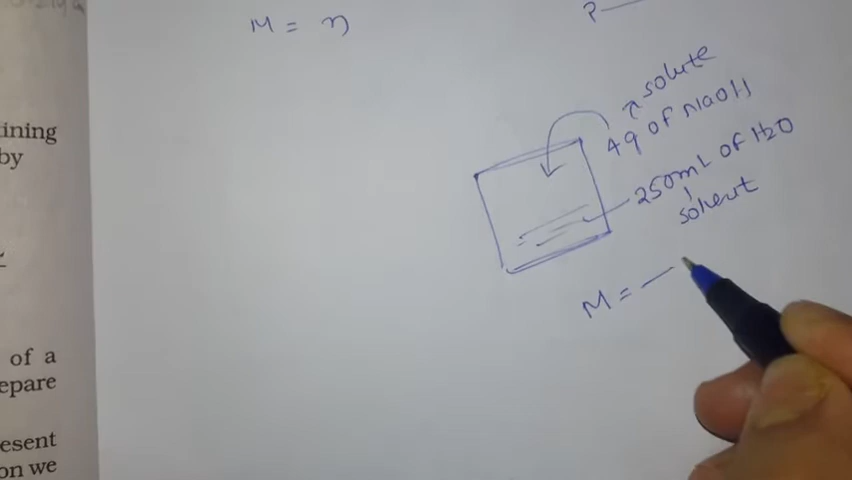 M = n
P
solute
4g of NaOH
250mL of H2O
solvent
M =
ining
by
of a
epare
esent
on we